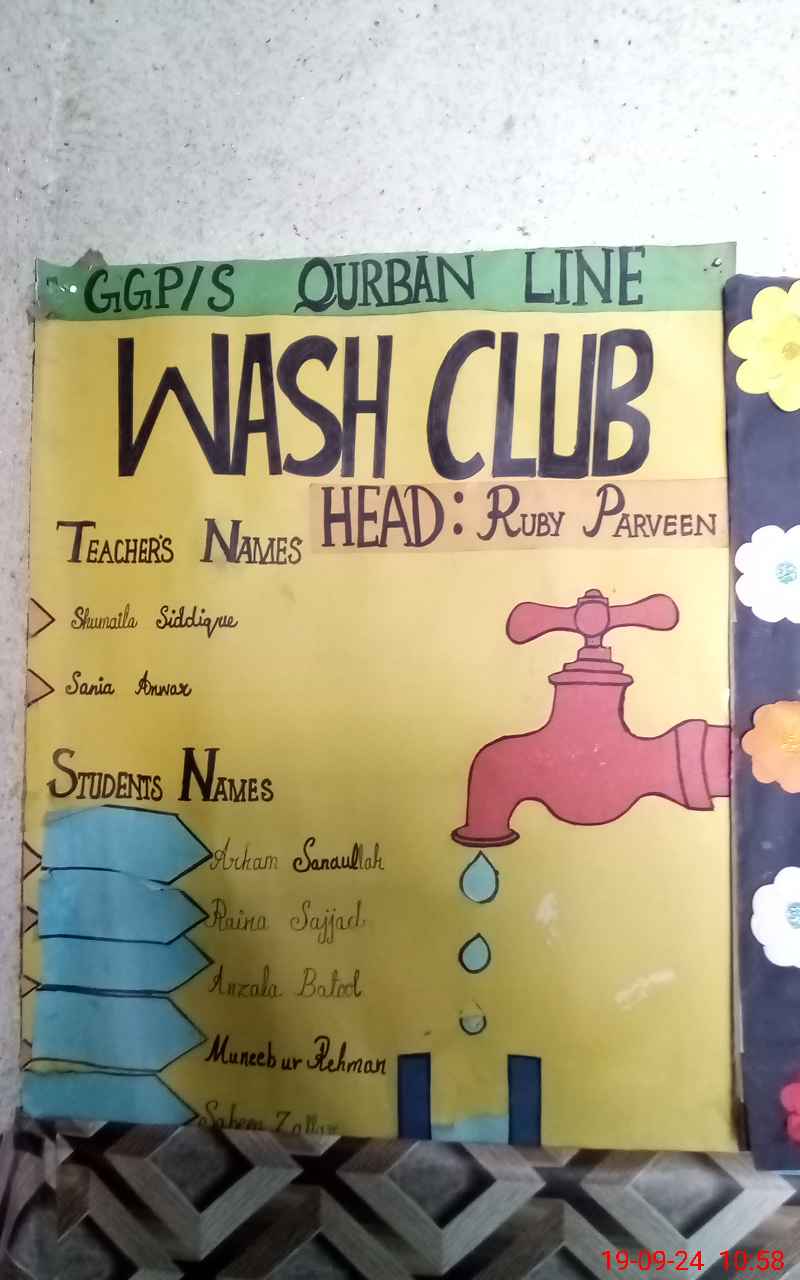 GGP/S QURBAN LINE
WASH CLUB
HEAD: RUBY PARVEEN
TEACHER'S NAMES
Shumaila Siddique
Sania Anwar
STUDENTS NAMES
Arham Sanaullah
Raina Sajjad
Anzala Batool
Muneeb ur Rehman
Sabeen
19-09-24 10:58